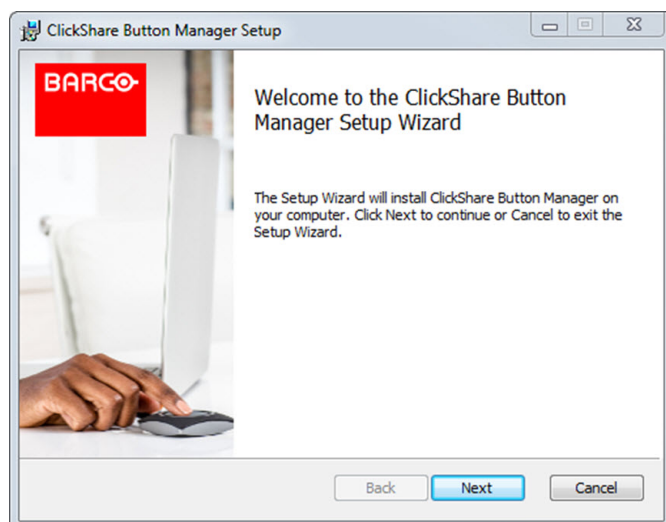 ClickShare Button Manager Setup
BARCO
Welcome to the ClickShare Button
Manager Setup Wizard
The Setup Wizard will install ClickShare Button Manager on
your computer. Click Next to continue or Cancel to exit the
Setup Wizard.
Back
Next
Cancel